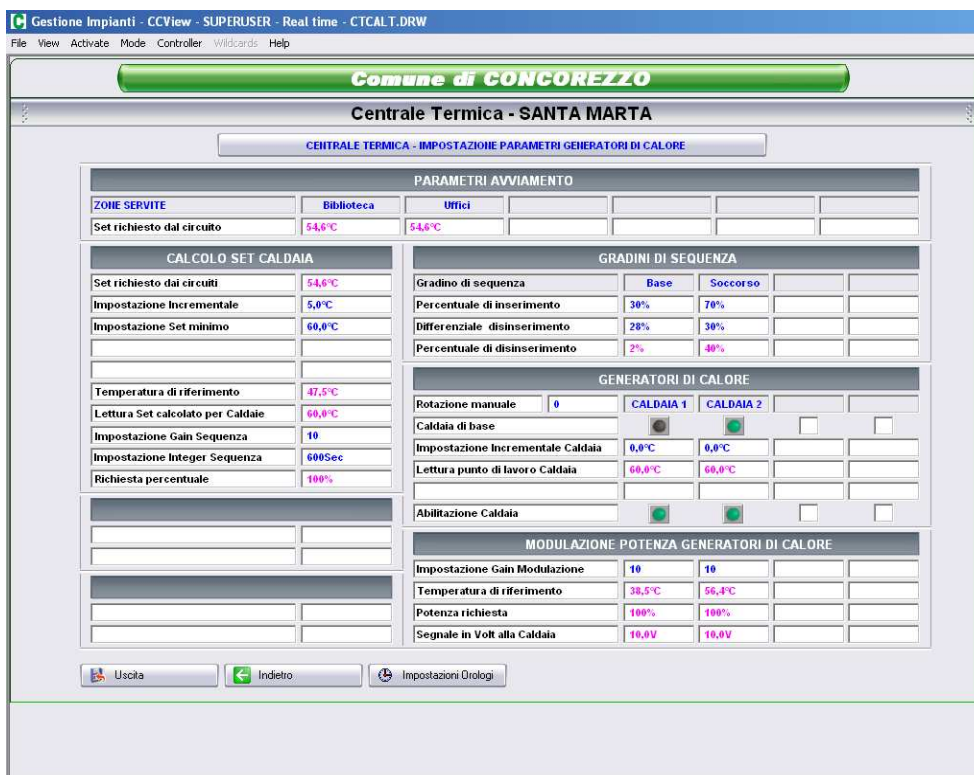 Gestione Impianti - CCView - SUPERUSER - Real time - CTCALT.DRW
File View Activate Mode Controller Wildcards Help
Comune di CONCOREZZO
Centrale Termica - SANTA MARTA
CENTRALE TERMICA - IMPOSTAZIONE PARAMETRI GENERATORI DI CALORE
PARAMETRI AVVIAMENTO
ZONE SERVITE Biblioteca Uffici
Set richiesto dal circuito 54,6°C 54,6°C
CALCOLO SET CALDAIA
Set richiesto dai circuiti 54,6°C
Impostazione Incrementale 5,0°C
Impostazione Set minimo 60,0°C
Temperatura di riferimento 47,5°C
Lettura Set calcolato per Caldaie 60,0°C
Impostazione Gain Sequenza 10
Impostazione Integer Sequenza 600Sec
Richiesta percentuale 100%
GRADINI DI SEQUENZA
Gradino di sequenza Base Soccorso
Percentuale di inserimento 30% 70%
Differenziale disinserimento 28% 30%
Percentuale di disinserimento 2% 40%
GENERATORI DI CALORE
Rotazione manuale 0 CALDAIA 1 CALDAIA 2
Caldaia di base
Impostazione Incrementale Caldaia 0,0°C 0,0°C
Lettura punto di lavoro Caldaia 60,0°C 60,0°C
Abilitazione Caldaia
MODULAZIONE POTENZA GENERATORI DI CALORE
Impostazione Gain Modulazione 10 10
Temperatura di riferimento 38,5°C 56,4°C
Potenza richiesta 100% 100%
Segnale in Volt alla Caldaia 10,0V 10,0V
Uscita Indietro Impostazioni Orologi